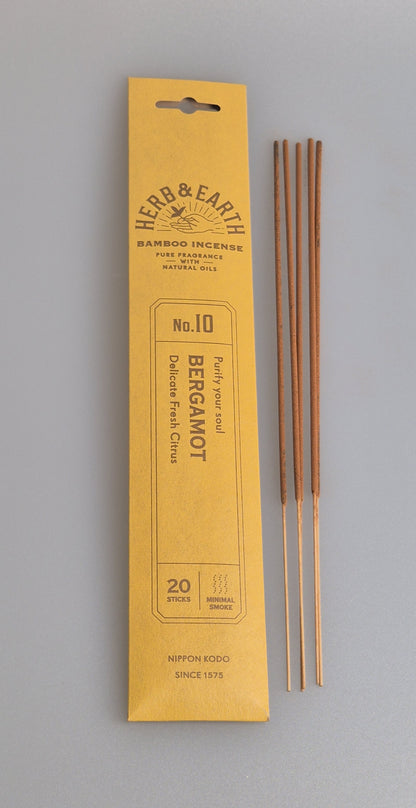 HERB & EARTH
BAMBOO INCENSE
PURE FRAGRANCE
WITH
NATURAL OILS
No.10
Purify your soul
BERGAMOT
Delicate Fresh Citrus
20
STICKS
MINIMAL
SMOKE
NIPPON KODO
SINCE 1575